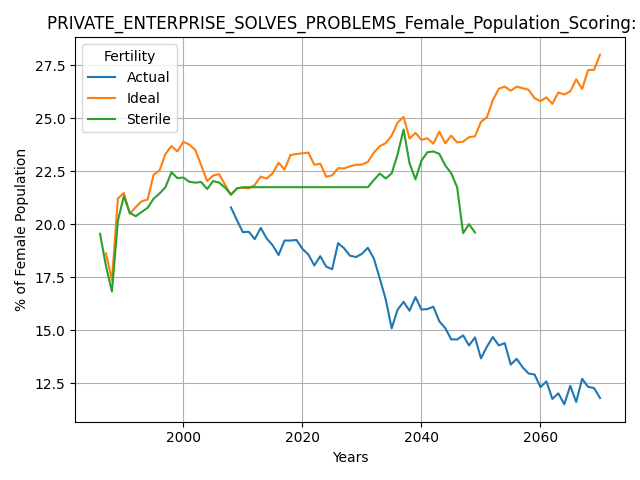 PRIVATE_ENTERPRISE_SOLVES_PROBLEMS_Female_Population_Scoring:
Fertility
Actual
Ideal
Sterile
% of Female Population
27.5
25.0
22.5
20.0
17.5
15.0
12.5
2000 2020 2040 2060
Years